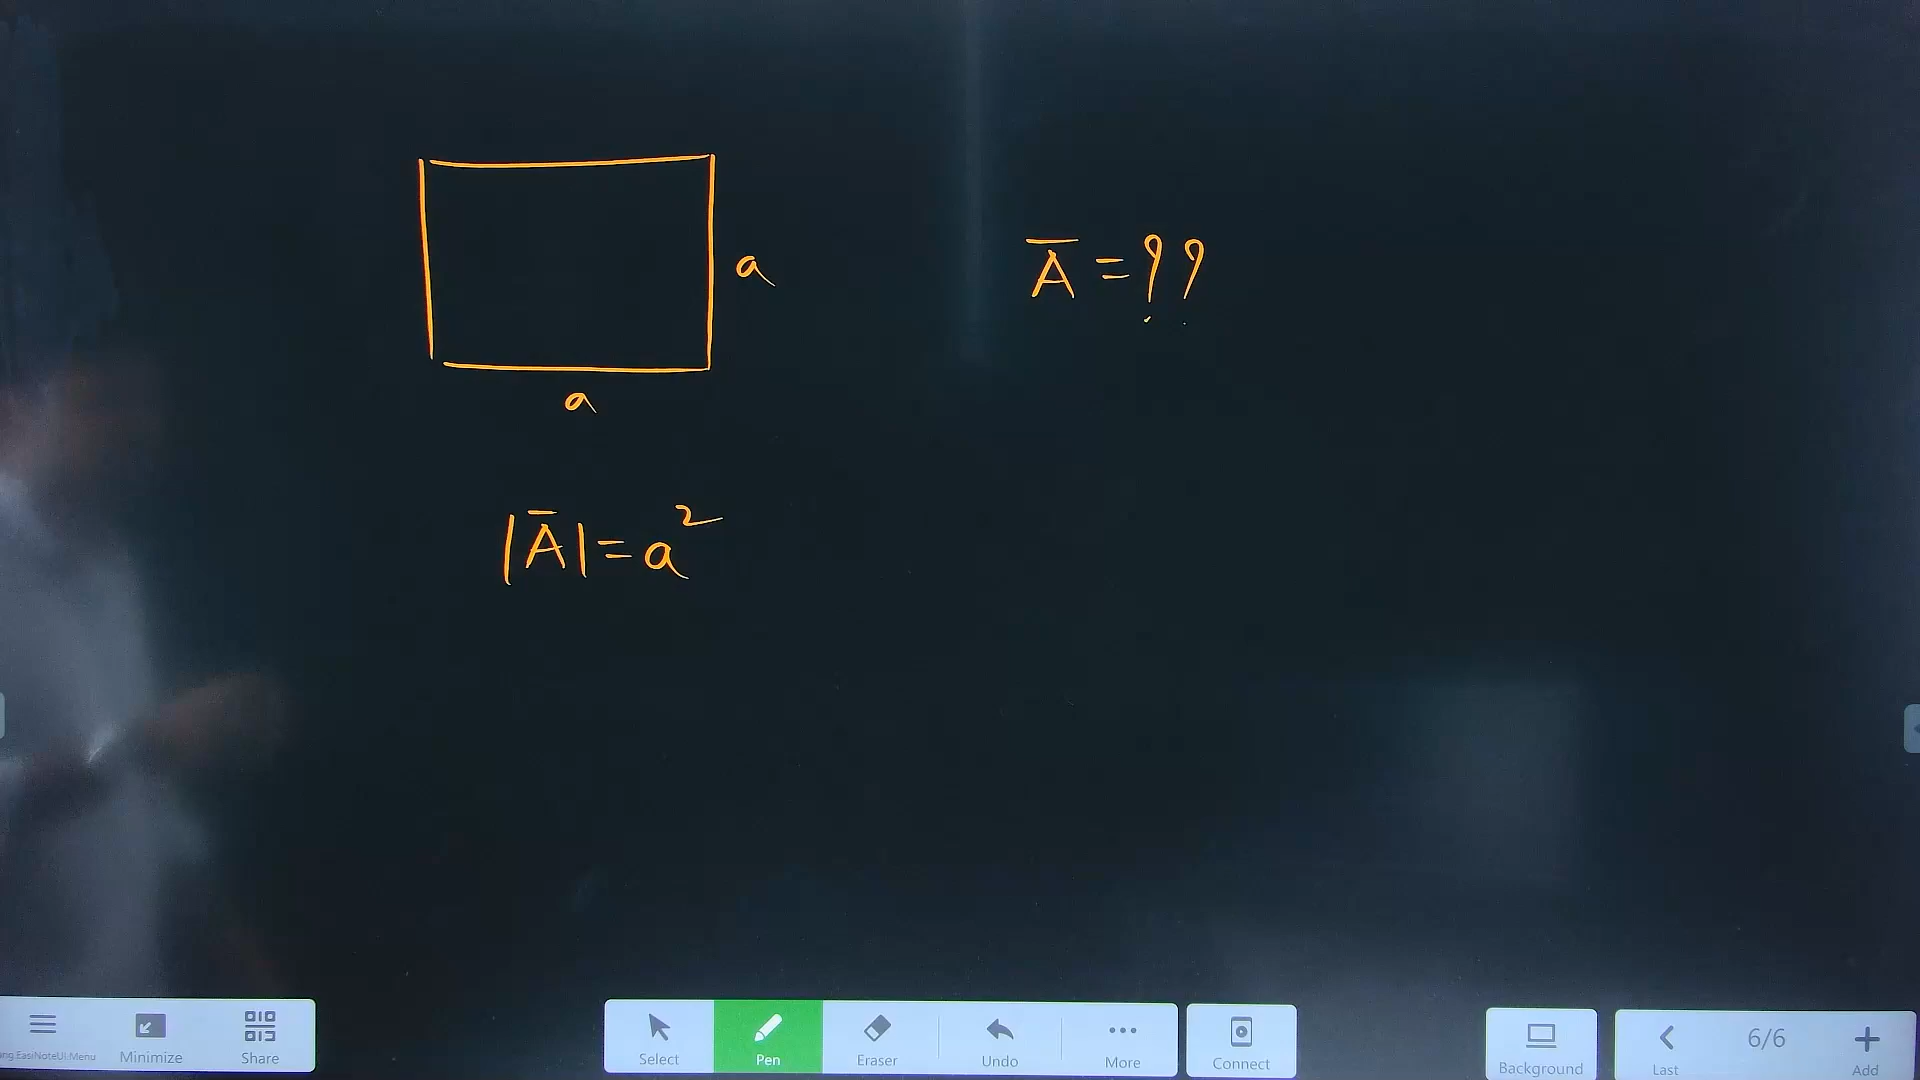 a
a
A̅ = ??
|A̅| = a²
Minimize
Share
Select
Pen
Eraser
Undo
More
Connect
Background
Last
6/6
Add